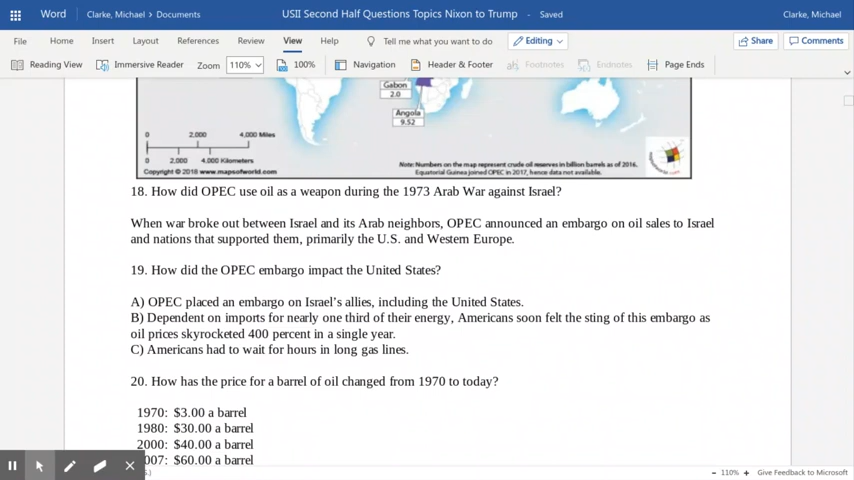 Word
Clarke, Michael > Documents
USII Second Half Questions Topics Nixon to Trump - Saved
Clarke, Michael
File Home Insert Layout References Review View Help Tell me what you want to do Editing Share Comments
Reading View Immersive Reader Zoom 110% 100% Navigation Header & Footer Footnotes Endnotes Page Ends
Gabon
2.0
Angola
9.52
0 2,000 4,000 Miles
0 2,000 4,000 Kilometers
Copyright © 2018 www.mapsofworld.com
Note: Numbers on the map represent crude oil reserves in billion barrels as of 2016.
Equatorial Guinea joined OPEC in 2017, hence data not available.
18. How did OPEC use oil as a weapon during the 1973 Arab War against Israel?
When war broke out between Israel and its Arab neighbors, OPEC announced an embargo on oil sales to Israel
and nations that supported them, primarily the U.S. and Western Europe.
19. How did the OPEC embargo impact the United States?
A) OPEC placed an embargo on Israel's allies, including the United States.
B) Dependent on imports for nearly one third of their energy, Americans soon felt the sting of this embargo as
oil prices skyrocketed 400 percent in a single year.
C) Americans had to wait for hours in long gas lines.
20. How has the price for a barrel of oil changed from 1970 to today?
1970: $3.00 a barrel
1980: $30.00 a barrel
2000: $40.00 a barrel
007: $60.00 a barrel
- 110% + Give Feedback to Microsoft